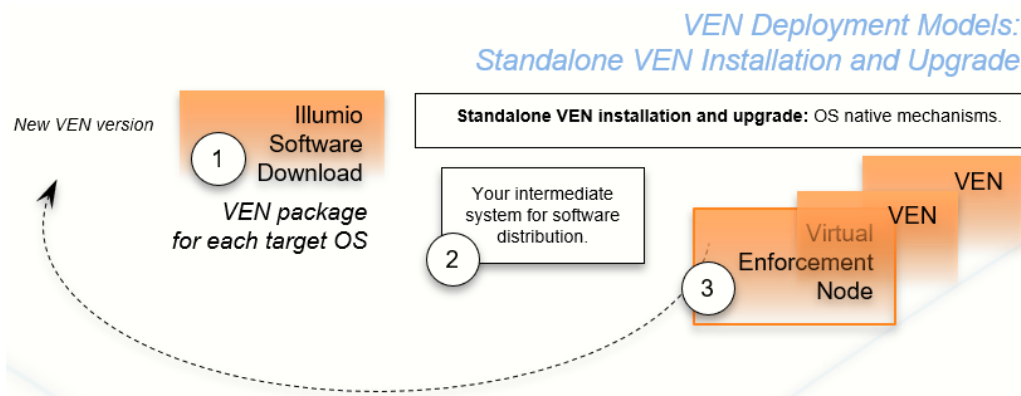 VEN Deployment Models:
Standalone VEN Installation and Upgrade
New VEN version
Illumio
Software
Download
1
VEN package
for each target OS
Standalone VEN installation and upgrade: OS native mechanisms.
Your intermediate
system for software
distribution.
2
VEN
VEN
Virtual
Enforcement
Node
3